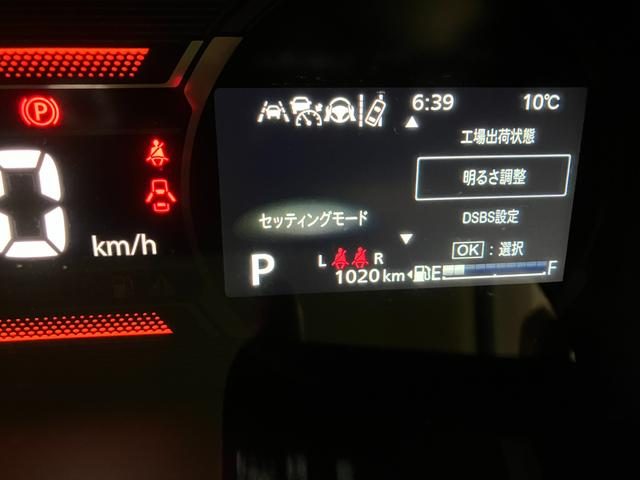 6:39 10℃
工場出荷状態
明るさ調整
セッティングモード
DSBS設定
OK : 選択
P
L R
1020 km
E F
0 km/h
(P)